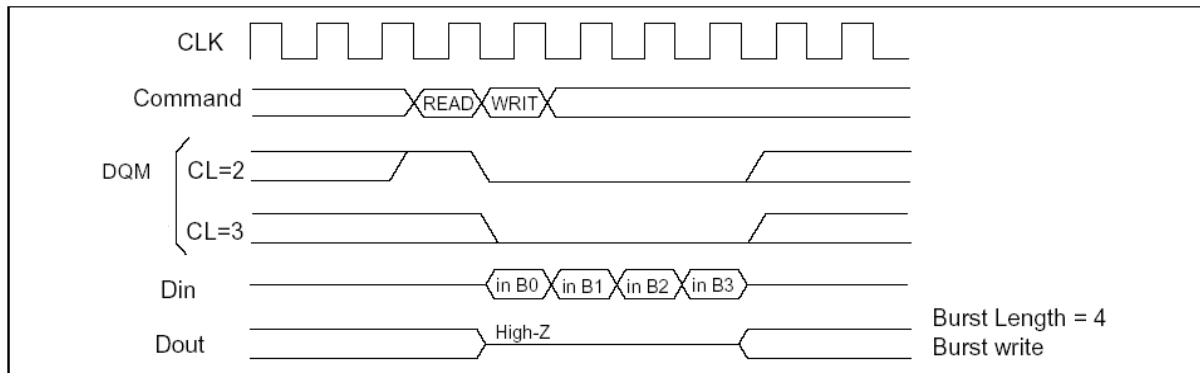 CLK
Command
READ WRIT
DQM
CL=2
CL=3
Din
in B0 in B1 in B2 in B3
Dout
High-Z
Burst Length = 4
Burst write